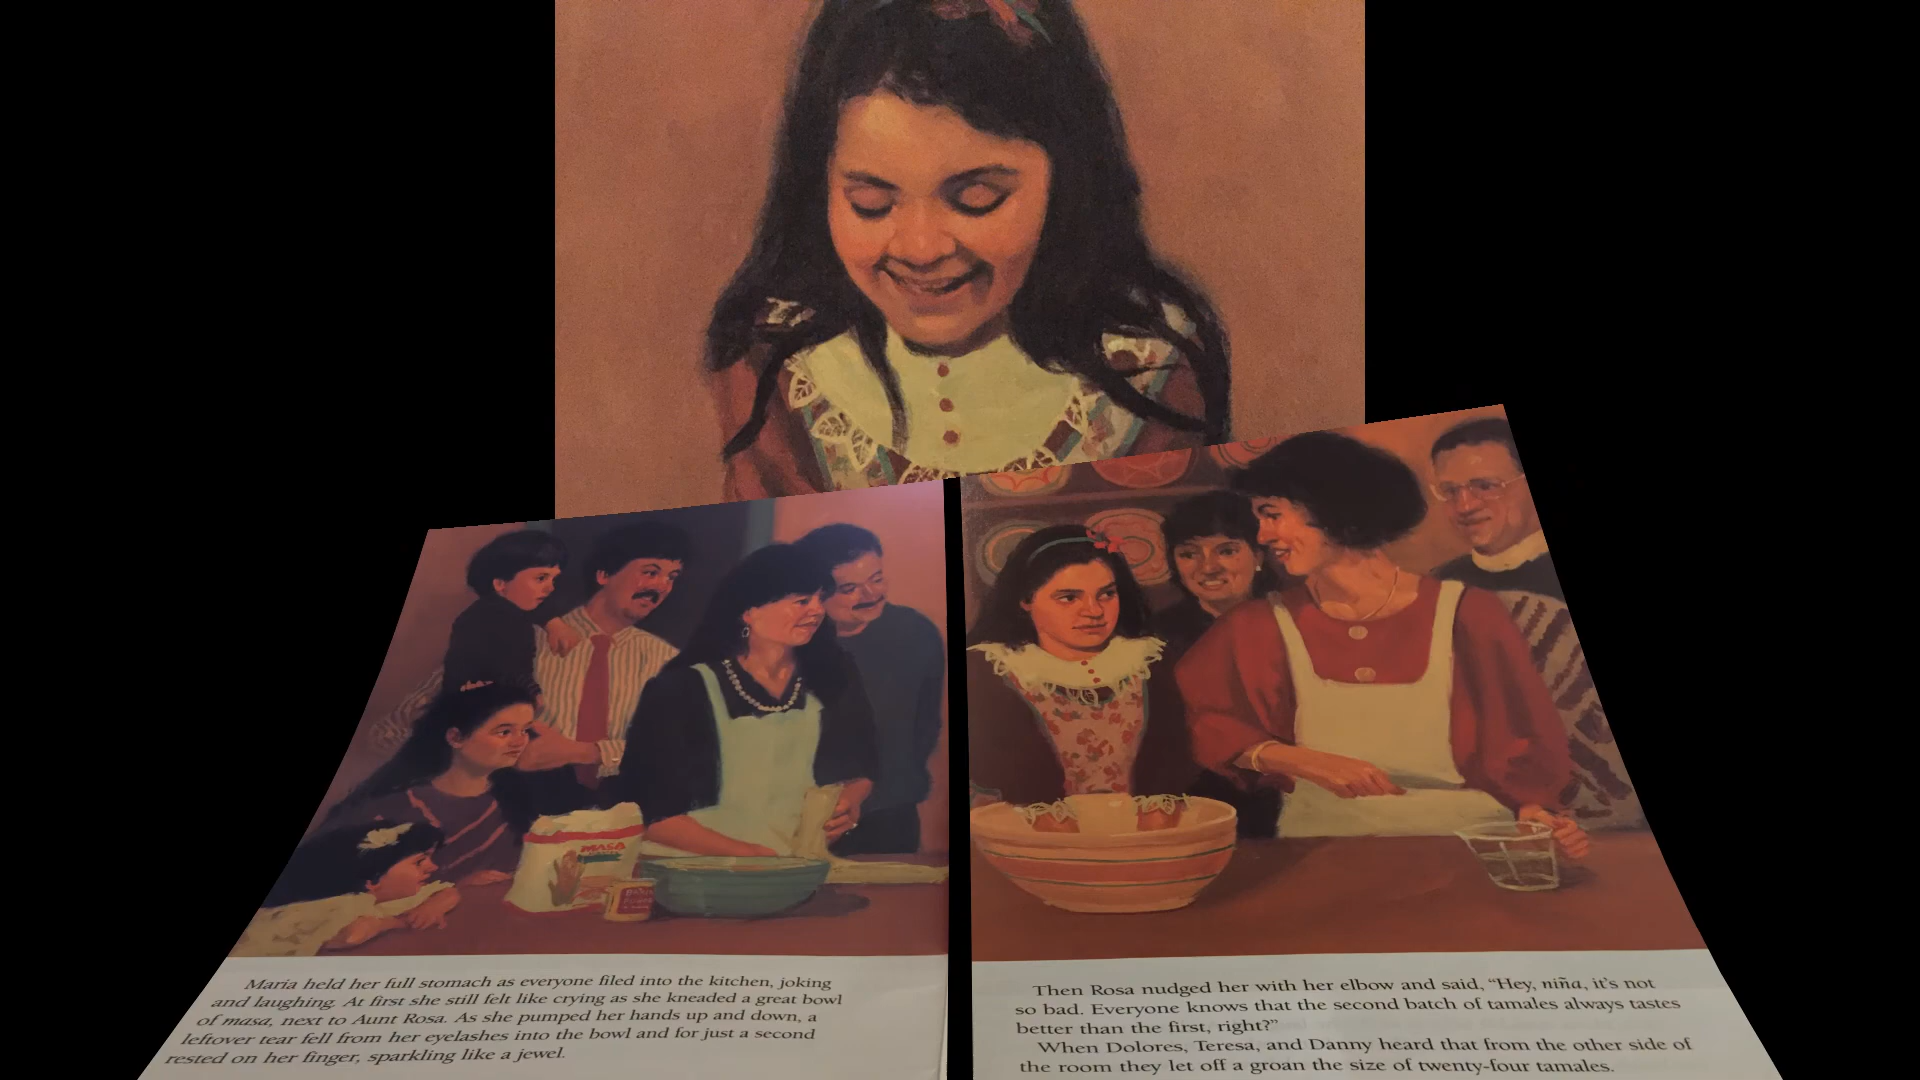 MASA
Maria held her full stomach as everyone filed into the kitchen, joking
and laughing. At first she still felt like crying as she kneaded a great bowl
of masa, next to Aunt Rosa. As she pumped her hands up and down, a
leftover tear fell from her eyelashes into the bowl and for just a second
rested on her finger, sparkling like a jewel.
Then Rosa nudged her with her elbow and said, “Hey, niña, it’s not
so bad. Everyone knows that the second batch of tamales always tastes
better than the first, right?”
When Dolores, Teresa, and Danny heard that from the other side of
the room they let off a groan the size of twenty-four tamales.